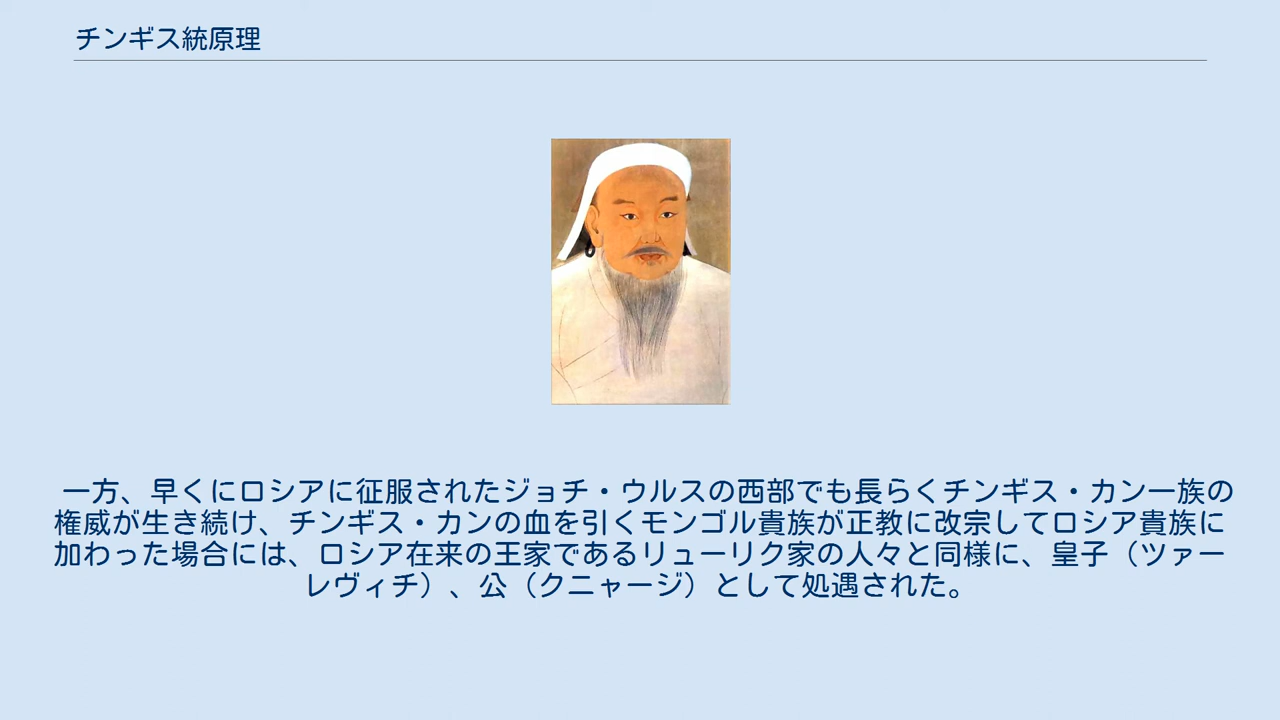 チンギス統原理
一方、早くにロシアに征服されたジョチ・ウルスの西部でも長らくチンギス・カン一族の
権威が生き続け、チンギス・カンの血を引くモンゴル貴族が正教に改宗してロシア貴族に
加わった場合には、ロシア在来の王家であるリューリク家の人々と同様に、皇子（ツァー
レヴィチ）、公（クニャージ）として処遇された。